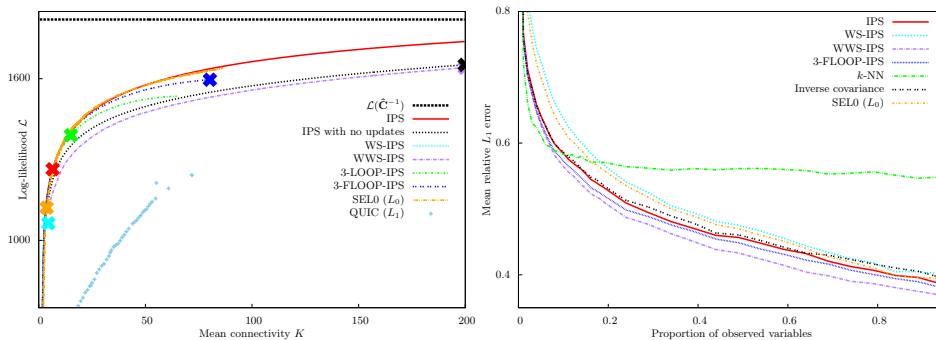 1600
1000
0
50
100
150
200
Log-likelihood L
Mean connectivity K
L(Ĉ⁻¹)
IPS
IPS with no updates
WS-IPS
WWS-IPS
3-LOOP-IPS
3-FLOOP-IPS
SEL0 (L₀)
QUIC (L₁)
0.8
0.6
0.4
0
0.2
0.4
0.6
0.8
Mean relative L₁ error
Proportion of observed variables
IPS
WS-IPS
WWS-IPS
3-FLOOP-IPS
k-NN
Inverse covariance
SEL0 (L₀)